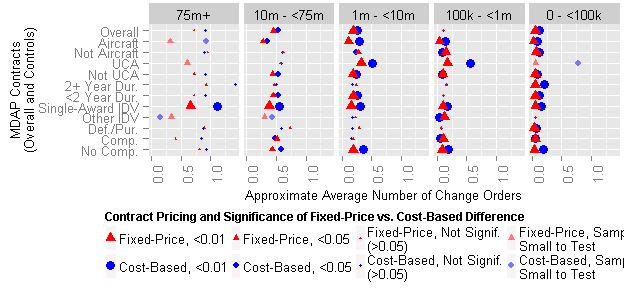 75m+ 10m - <75m 1m - <10m 100k - <1m 0 - <100k
MDAP Contracts
(Overall and Controls)
Overall
Aircraft
Not Aircraft
UCA
Not UCA
2+ Year Dur.
<2 Year Dur.
Single-Award IDV
Other IDV
Def./Pur.
Comp.
No Comp.
0.0 0.5 1.0 0.0 0.5 1.0 0.0 0.5 1.0 0.0 0.5 1.0 0.0 0.5 1.0
Approximate Average Number of Change Orders
Contract Pricing and Significance of Fixed-Price vs. Cost-Based Difference
Fixed-Price, <0.01 Fixed-Price, <0.05 Fixed-Price, Not Signif. (>0.05) Fixed-Price, Samp Small to Test
Cost-Based, <0.01 Cost-Based, <0.05 Cost-Based, Not Signif. (>0.05) Cost-Based, Samp Small to Test